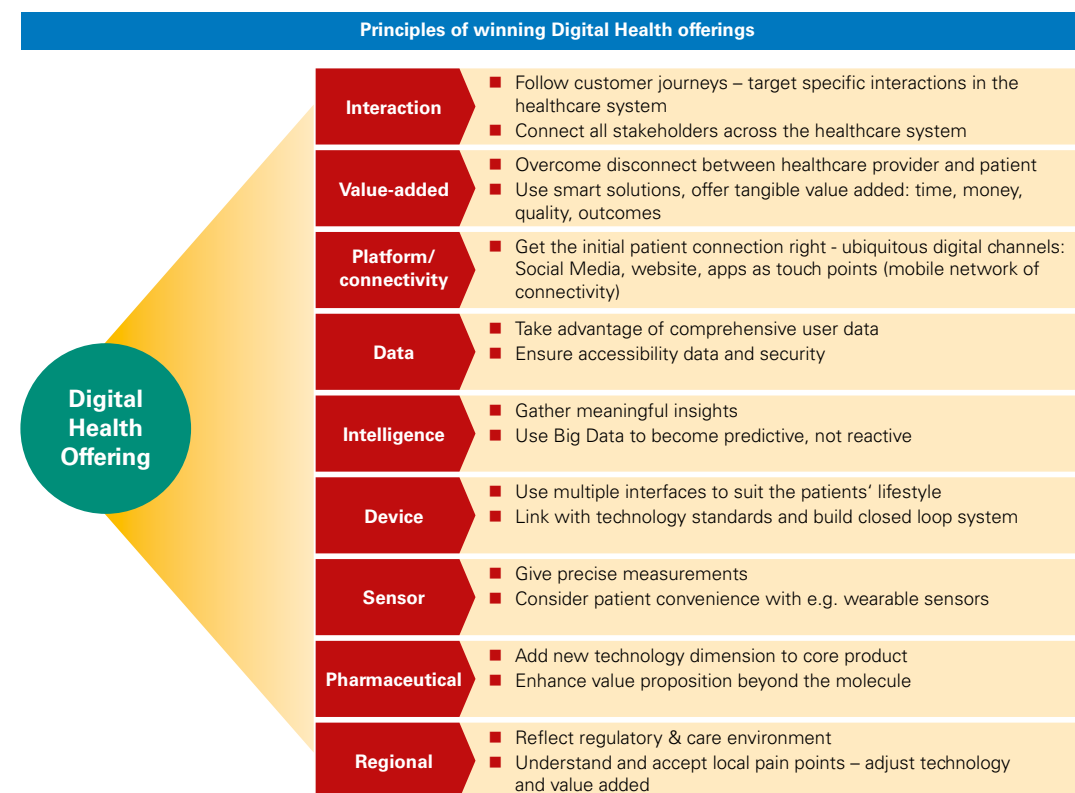 Principles of winning Digital Health offerings
Digital
Health
Offering
Interaction
■ Follow customer journeys – target specific interactions in the
healthcare system
■ Connect all stakeholders across the healthcare system
Value-added
■ Overcome disconnect between healthcare provider and patient
■ Use smart solutions, offer tangible value added: time, money,
quality, outcomes
Platform/
connectivity
■ Get the initial patient connection right - ubiquitous digital channels:
Social Media, website, apps as touch points (mobile network of
connectivity)
Data
■ Take advantage of comprehensive user data
■ Ensure accessibility data and security
Intelligence
■ Gather meaningful insights
■ Use Big Data to become predictive, not reactive
Device
■ Use multiple interfaces to suit the patients‘ lifestyle
■ Link with technology standards and build closed loop system
Sensor
■ Give precise measurements
■ Consider patient convenience with e.g. wearable sensors
Pharmaceutical
■ Add new technology dimension to core product
■ Enhance value proposition beyond the molecule
Regional
■ Reflect regulatory & care environment
■ Understand and accept local pain points – adjust technology
and value added